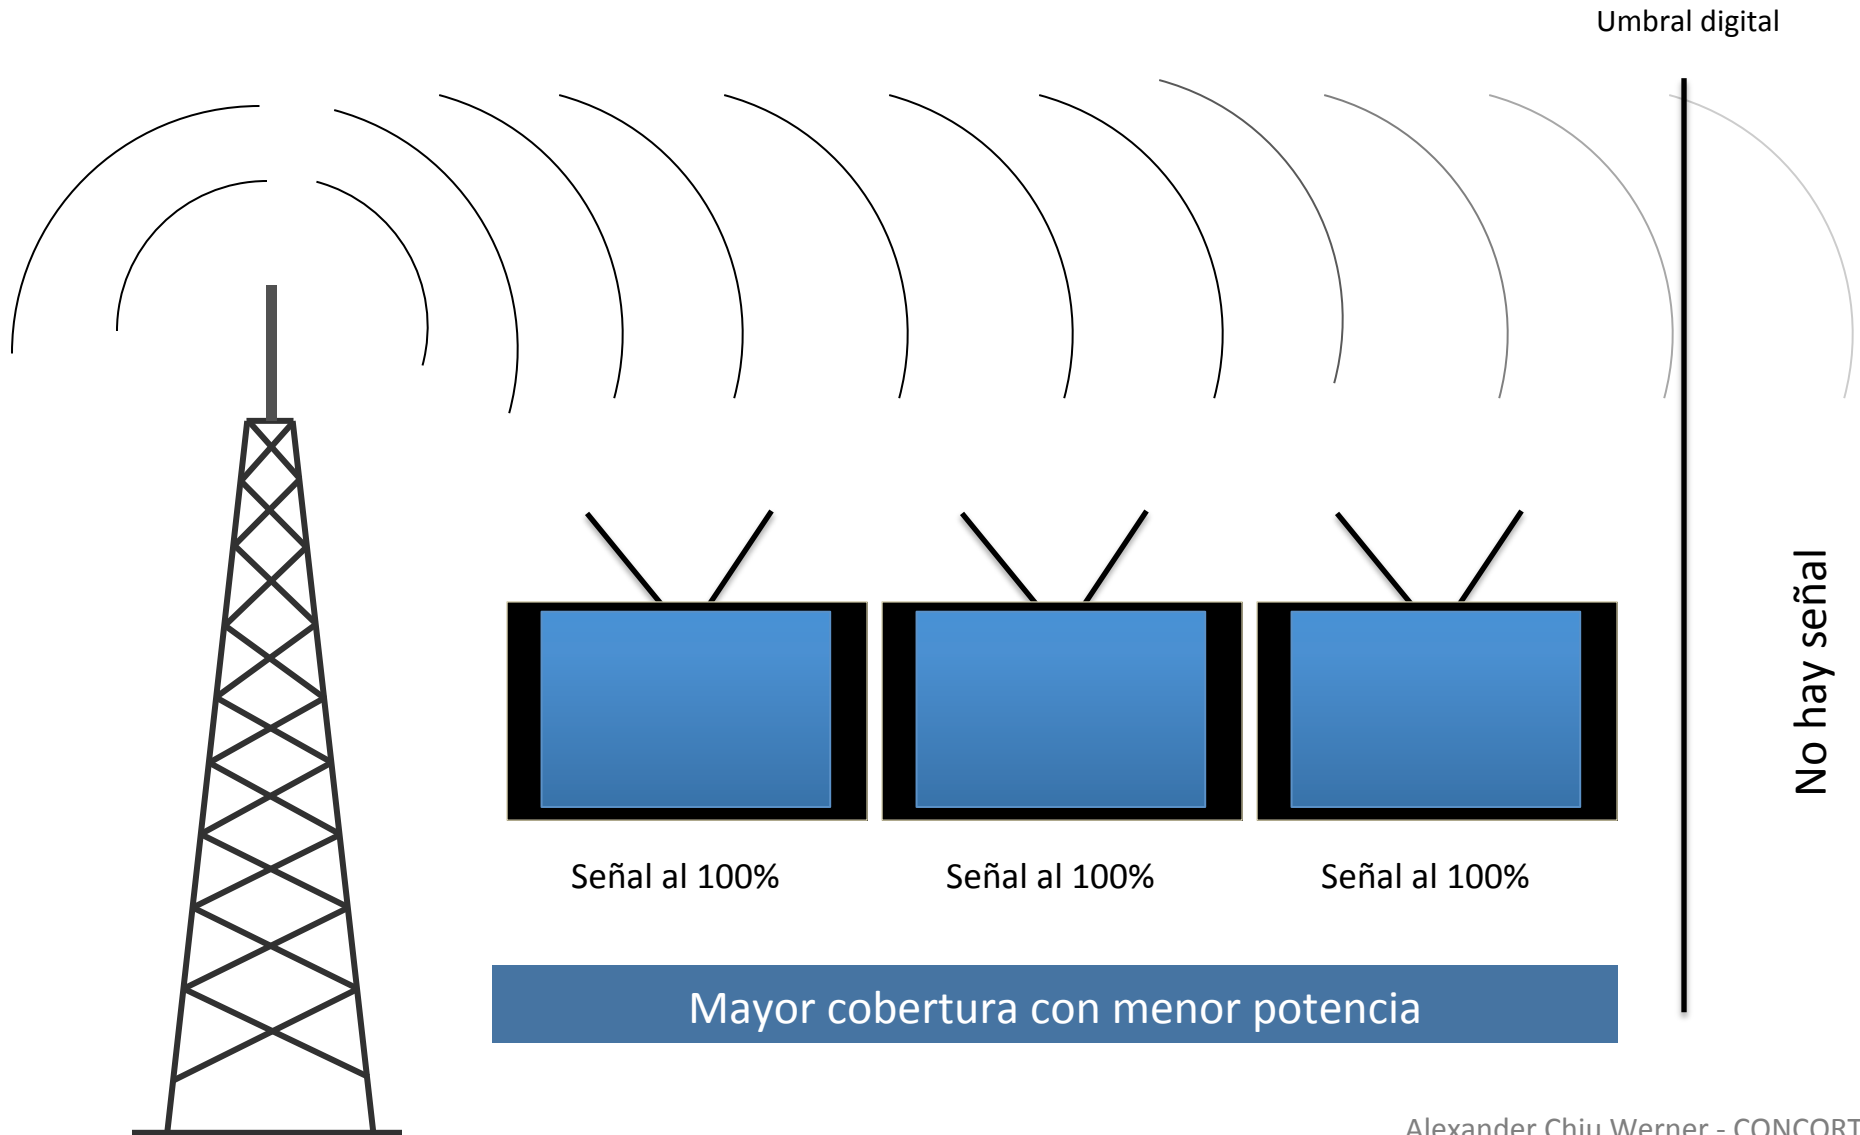 Umbral digital
No hay señal
Señal al 100%
Señal al 100%
Señal al 100%
Mayor cobertura con menor potencia
Alexander Chiu Werner - CONCORT